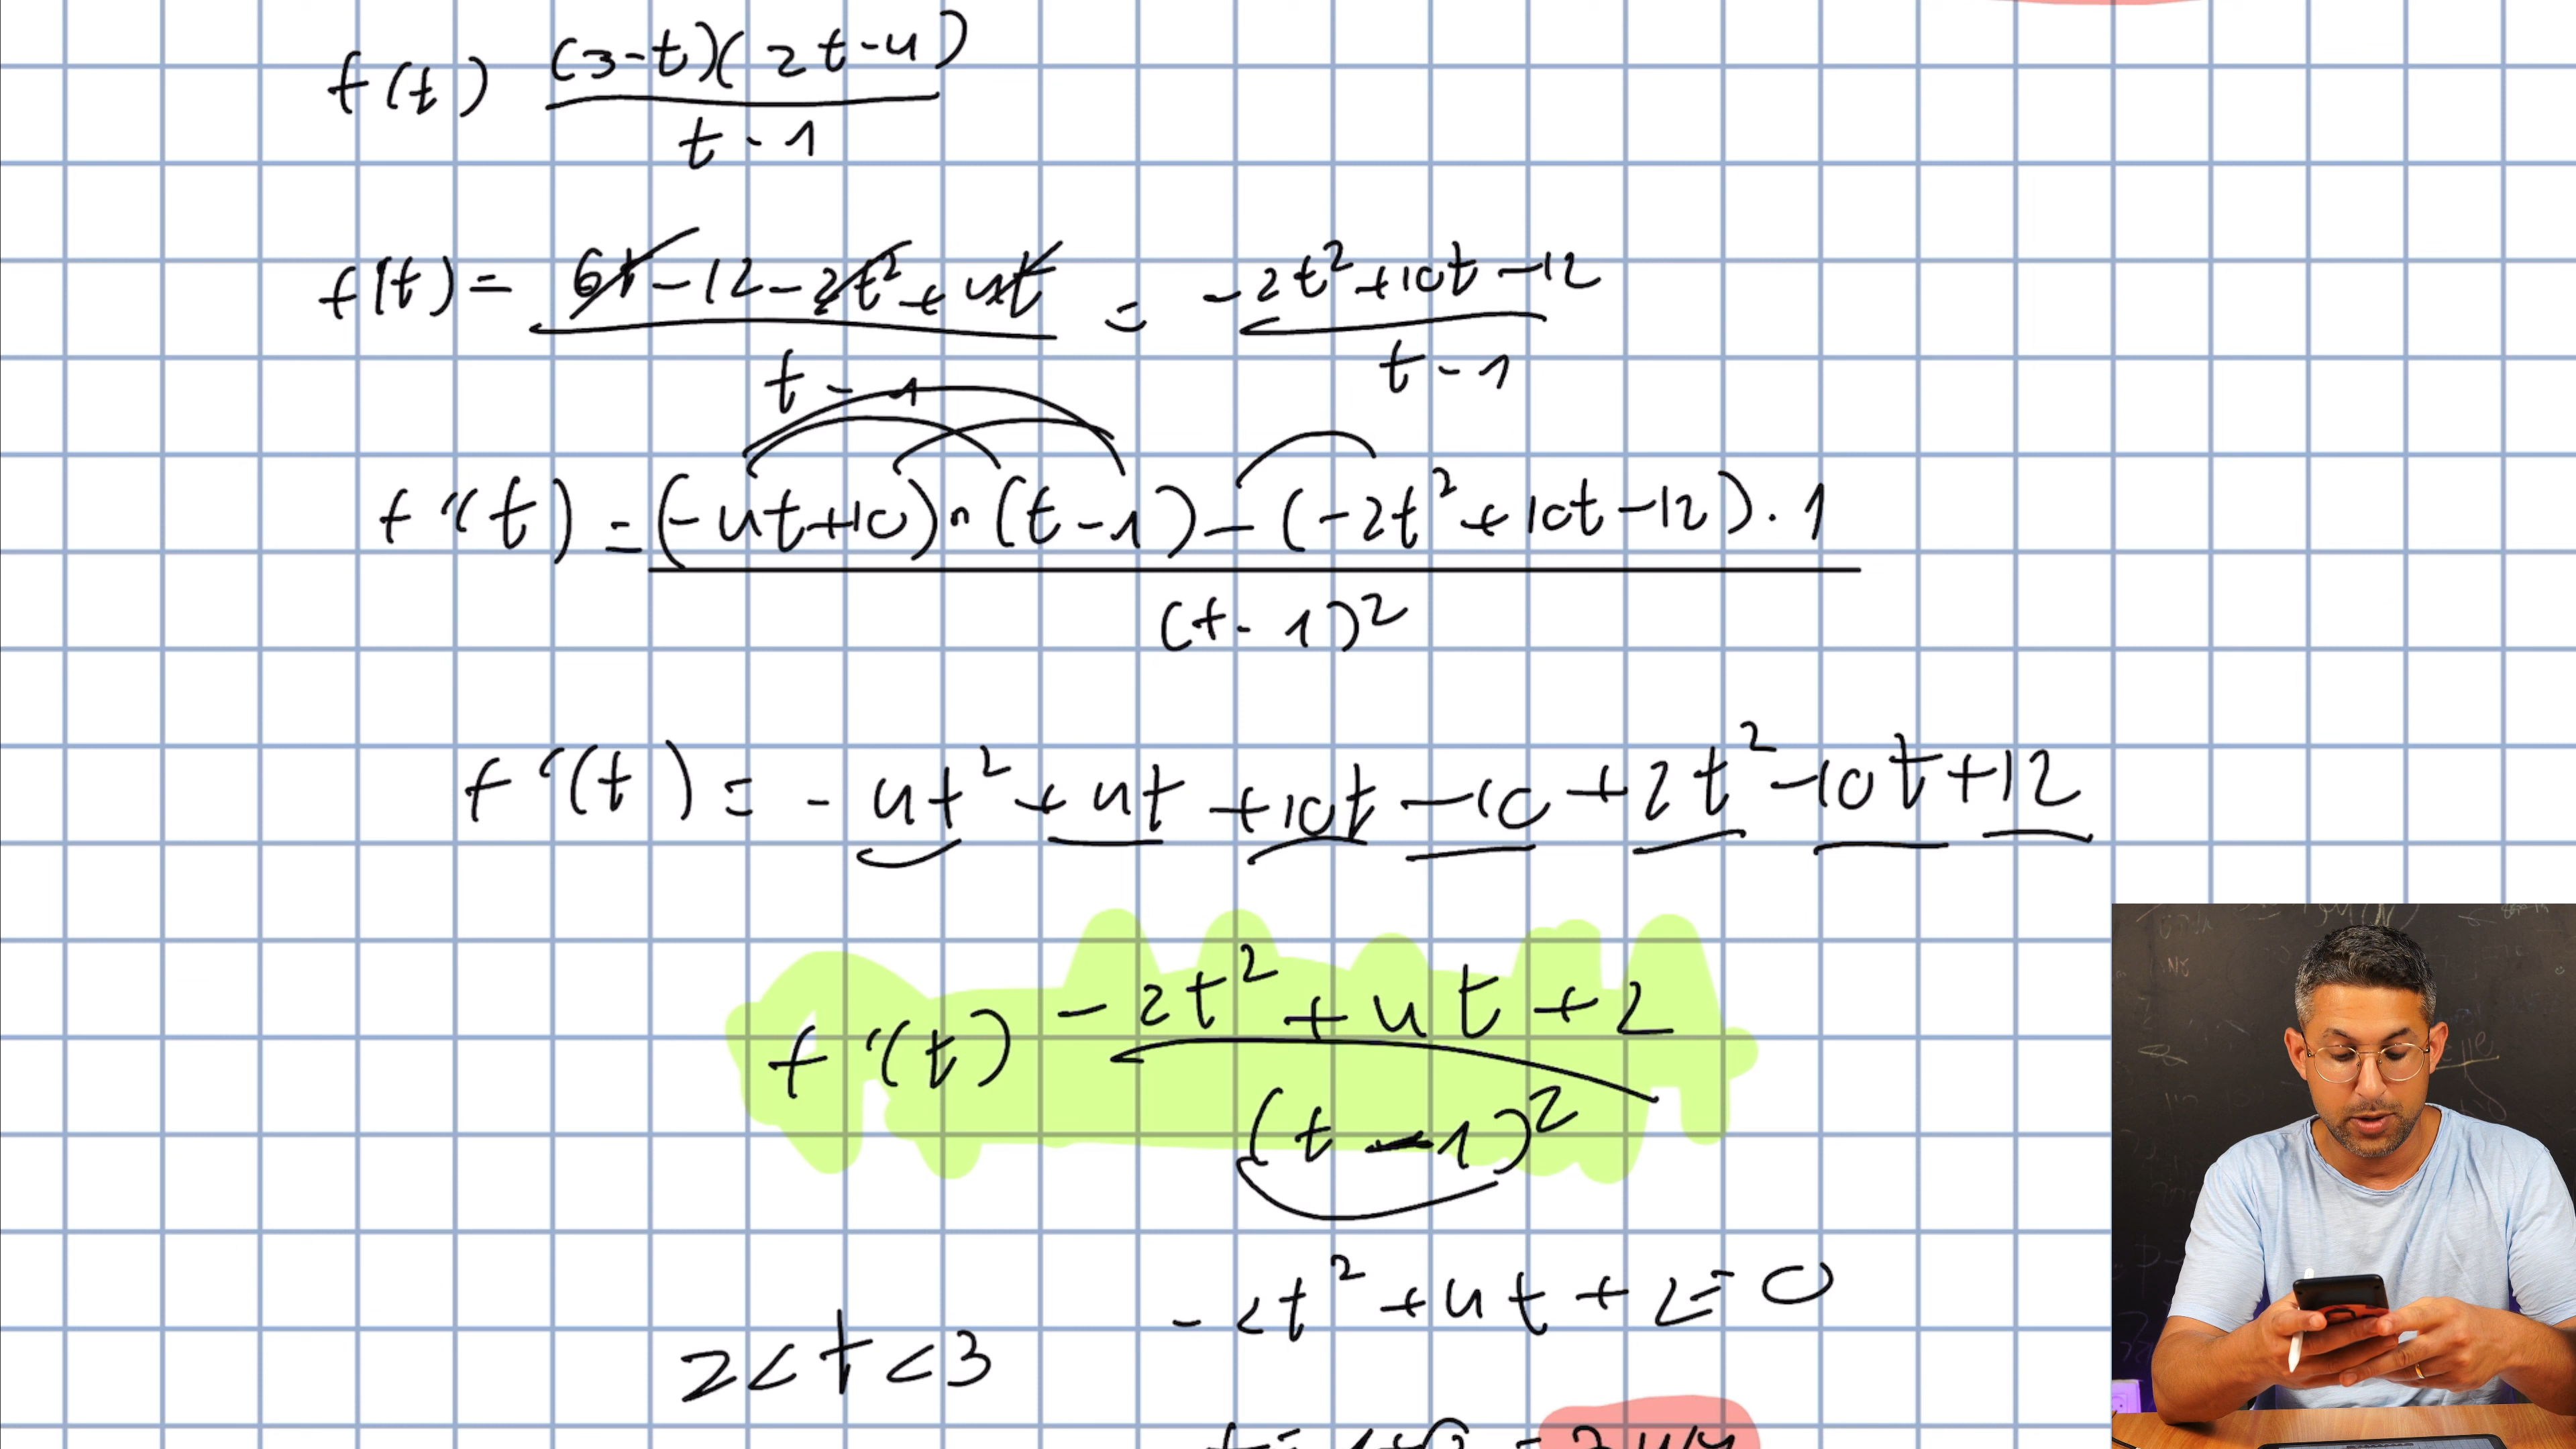 f(t) (3-t)(2t-4)
t-1
f(t) = 6t-12-2t²+4t = -2t²+10t-12
t-1 t-1
f'(t) = (-4t+10)·(t-1)-(-2t²+10t-12)·1
(t-1)²
f'(t) = -4t²+4t+10t-10+2t²-10t+12
f'(t) -2t²+4t+2
(t-1)²
-2t²+4t+2=0
2<t<3